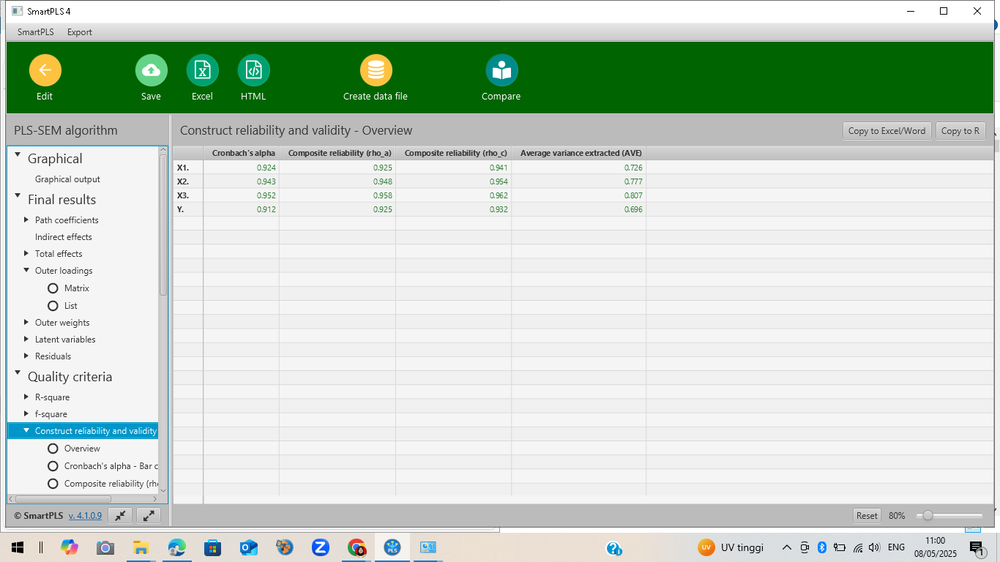 SmartPLS 4
SmartPLS Export
Edit Save Excel HTML Create data file Compare
PLS-SEM algorithm
Construct reliability and validity - Overview
Copy to Excel/Word Copy to R
Graphical
Graphical output
Final results
Path coefficients
Indirect effects
Total effects
Outer loadings
Matrix
List
Outer weights
Latent variables
Residuals
Quality criteria
R-square
f-square
Construct reliability and validity
Overview
Cronbach's alpha - Bar c
Composite reliability (rh
Cronbach's alpha Composite reliability (rho_a) Composite reliability (rho_c) Average variance extracted (AVE)
X1. 0.924 0.925 0.941 0.726
X2. 0.943 0.948 0.954 0.777
X3. 0.952 0.958 0.962 0.807
Y. 0.912 0.925 0.932 0.696
© SmartPLS v. 4.1.0.9
Reset 80%
PLS
UV UV tinggi
ENG
11:00
08/05/2025
1